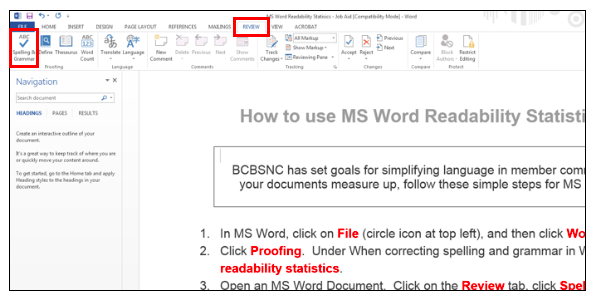 MS Word Readability Statistics - Job Aid [Compatibility Mode] - Word
FILE HOME INSERT DESIGN PAGE LAYOUT REFERENCES MAILINGS REVIEW VIEW ACROBAT
ABC Spelling & Grammar Define Thesaurus ABC 123 Word Count Translate Language New Comment Delete Previous Next Show Comments Track Changes All Markup Show Markup Reviewing Pane Accept Reject Previous Next Compare Block Authors Restrict Editing
Proofing Language Comments Tracking Changes Compare Protect
Navigation
Search document
HEADINGS PAGES RESULTS
Create an interactive outline of your
document.
It's a great way to keep track of where you are
or quickly move your content around.
To get started, go to the Home tab and apply
Heading styles to the headings in your
document.
How to use MS Word Readability Statisti
BCBSNC has set goals for simplifying language in member com
your documents measure up, follow these simple steps for MS
1. In MS Word, click on File (circle icon at top left), and then click Wo
2. Click Proofing. Under When correcting spelling and grammar in W
readability statistics.
3. Open an MS Word Document. Click on the Review tab, click Spel